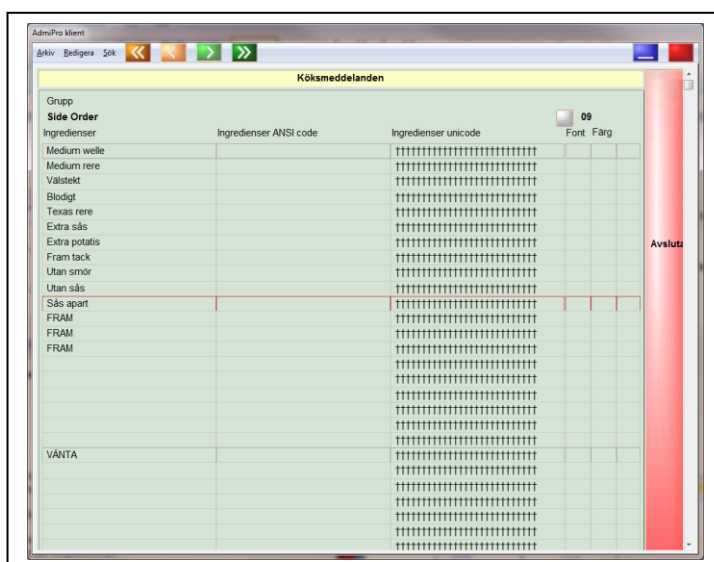 AdmiPro klient
Arkiv Redigera Sök
Köksmeddelanden
Grupp
Side Order 09
Ingredienser Ingredienser ANSI code Ingredienser unicode Font Färg
Medium welle ††††††††††††††††††††††††††
Medium rere ††††††††††††††††††††††††††
Välstekt ††††††††††††††††††††††††††
Blodigt ††††††††††††††††††††††††††
Texas rere ††††††††††††††††††††††††††
Extra sås ††††††††††††††††††††††††††
Extra potatis ††††††††††††††††††††††††††
Avsluta
Fram tack ††††††††††††††††††††††††††
Utan smör ††††††††††††††††††††††††††
Utan sås ††††††††††††††††††††††††††
Sås apart ††††††††††††††††††††††††††
FRAM ††††††††††††††††††††††††††
FRAM ††††††††††††††††††††††††††
FRAM ††††††††††††††††††††††††††
††††††††††††††††††††††††††
††††††††††††††††††††††††††
††††††††††††††††††††††††††
††††††††††††††††††††††††††
††††††††††††††††††††††††††
††††††††††††††††††††††††††
VÄNTA ††††††††††††††††††††††††††
††††††††††††††††††††††††††
††††††††††††††††††††††††††
††††††††††††††††††††††††††
††††††††††††††††††††††††††
††††††††††††††††††††††††††
††††††††††††††††††††††††††